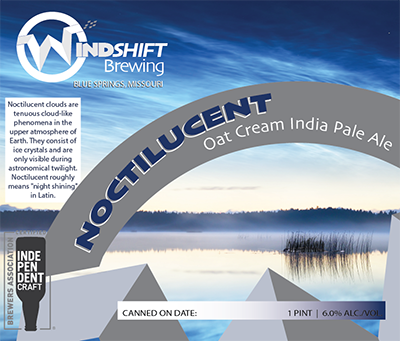 WINDSHIFT
Brewing
BLUE SPRINGS, MISSOURI
Noctilucent clouds are
tenuous cloud-like
phenomena in the
upper atmosphere of
Earth. They consist of
ice crystals and are
only visible during
astronomical twilight.
Noctilucent roughly
means "night shining"
in Latin.
NOCTILUCENT
Oat Cream India Pale Ale
BREWERS ASSOCIATION
CERTIFIED
INDE
PEN
DENT
CRAFT
CANNED ON DATE:
1 PINT | 6.0% ALC./VOL